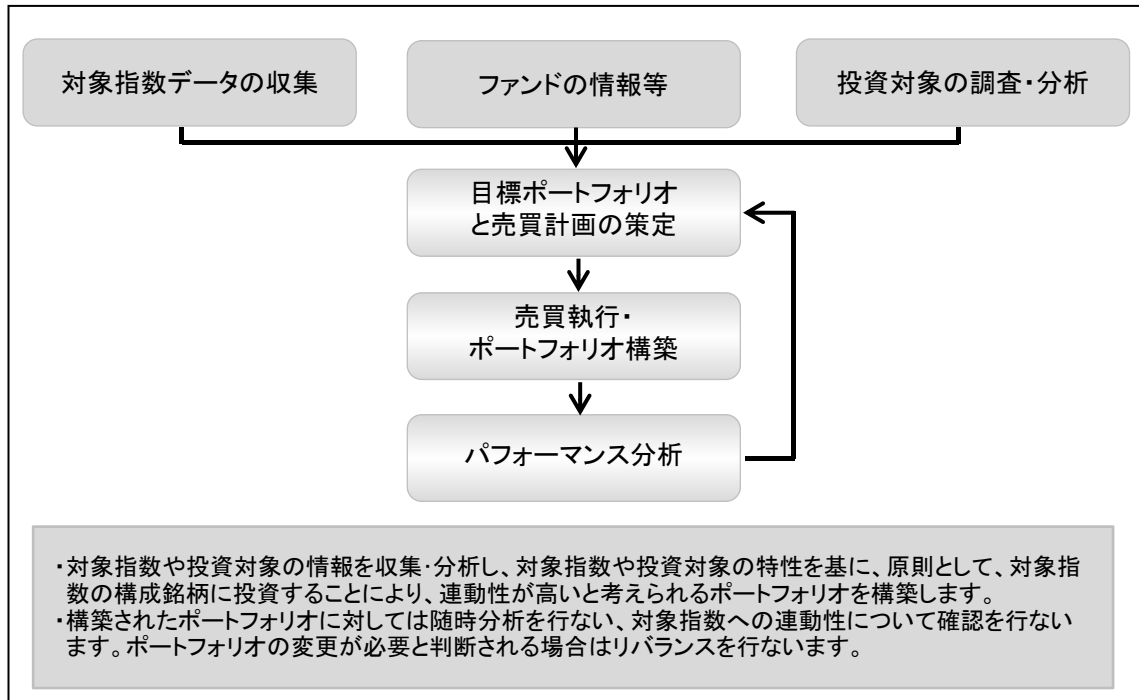 対象指数データの収集
ファンドの情報等
投資対象の調査・分析
目標ポートフォリオ
と売買計画の策定
売買執行・
ポートフォリオ構築
パフォーマンス分析
・対象指数や投資対象の情報を収集・分析し、対象指数や投資対象の特性を基に、原則として、対象指
数の構成銘柄に投資することにより、連動性が高いと考えられるポートフォリオを構築します。
・構築されたポートフォリオに対しては随時分析を行ない、対象指数への連動性について確認を行ない
ます。ポートフォリオの変更が必要と判断される場合はリバランスを行ないます。